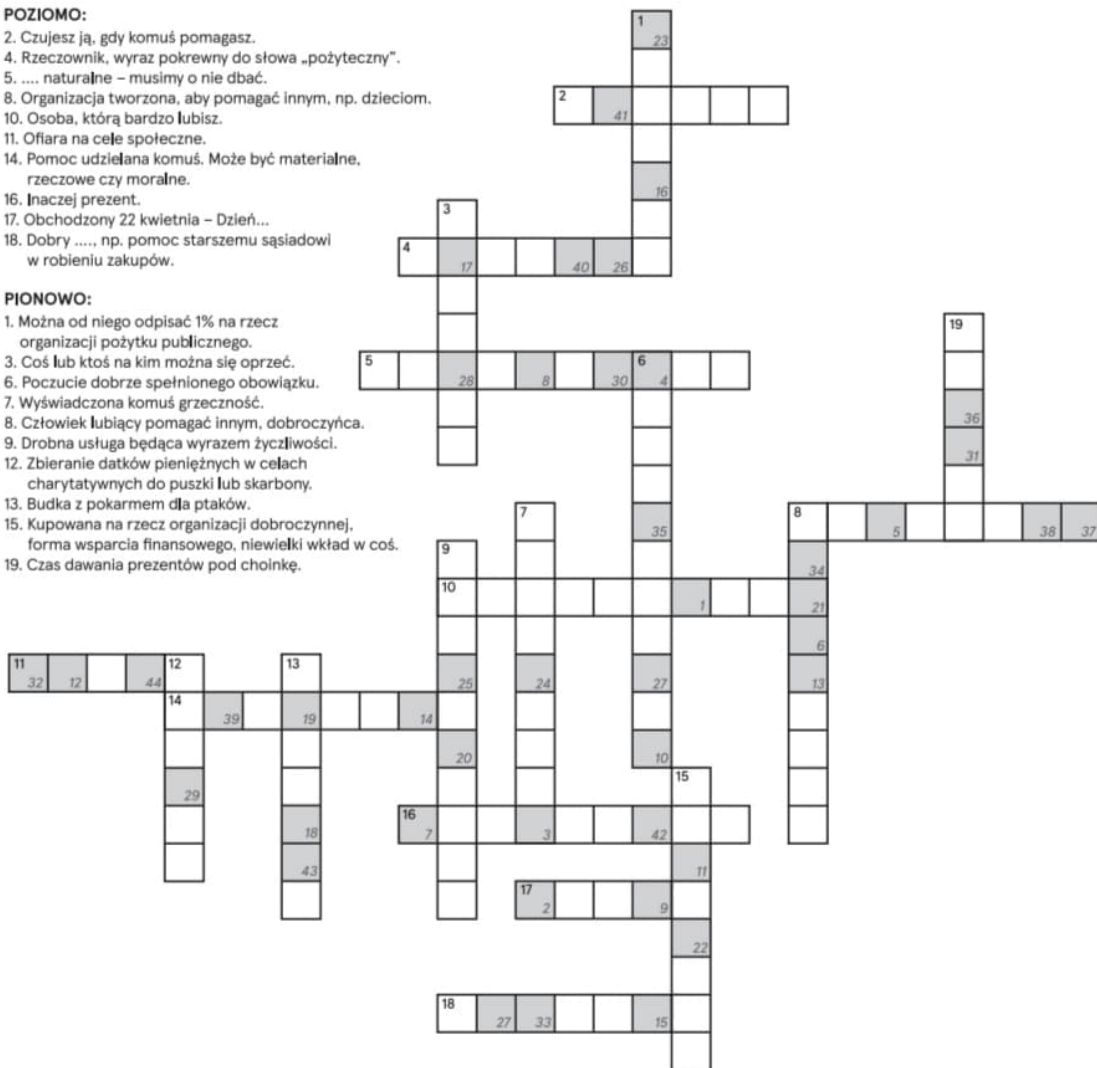 POZIOMO:
2. Czujesz ją, gdy komuś pomagasz.
4. Rzeczownik, wyraz pokrewny do słowa „pożyteczny".
5. .... naturalne – musimy o nie dbać.
8. Organizacja tworzona, aby pomagać innym, np. dzieciom.
10. Osoba, którą bardzo lubisz.
11. Ofiara na cele społeczne.
14. Pomoc udzielana komuś. Może być materialne,
rzeczowe czy moralne.
16. Inaczej prezent.
17. Obchodzony 22 kwietnia – Dzień...
18. Dobry ...., np. pomoc starszemu sąsiadowi
w robieniu zakupów.
PIONOWO:
1. Można od niego odpisać 1% na rzecz
organizacji pożytku publicznego.
3. Coś lub ktoś na kim można się oprzeć.
6. Poczucie dobrze spełnionego obowiązku.
7. Wyświadczona komuś grzeczność.
8. Człowiek lubiący pomagać innym, dobroczyńca.
9. Drobna usługa będąca wyrazem życzliwości.
12. Zbieranie datków pieniężnych w celach
charytatywnych do puszki lub skarbony.
13. Budka z pokarmem dla ptaków.
15. Kupowana na rzecz organizacji dobroczynnej,
forma wsparcia finansowego, niewielki wkład w coś.
19. Czas dawania prezentów pod choinkę.
1 23
2 41
16
3
4 17 40 26
19
5 28 8 30 6 4
36
31
7 35 8 5 38 37
9 34
10 1 21
6
11 32 12 44 12 13 25 24 27 13
14 39 19 14
20 10
29 15
18 16 7 3 42
43 11
17 2 9
22
18 27 33 15